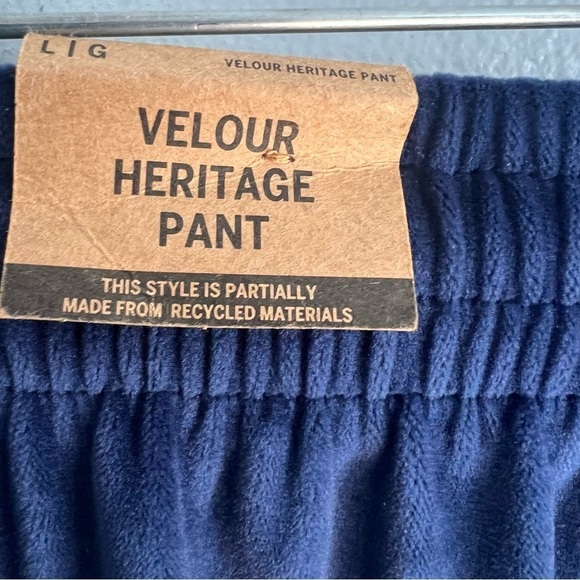 L I G
VELOUR HERITAGE PANT
VELOUR
HERITAGE
PANT
THIS STYLE IS PARTIALLY
MADE FROM RECYCLED MATERIALS